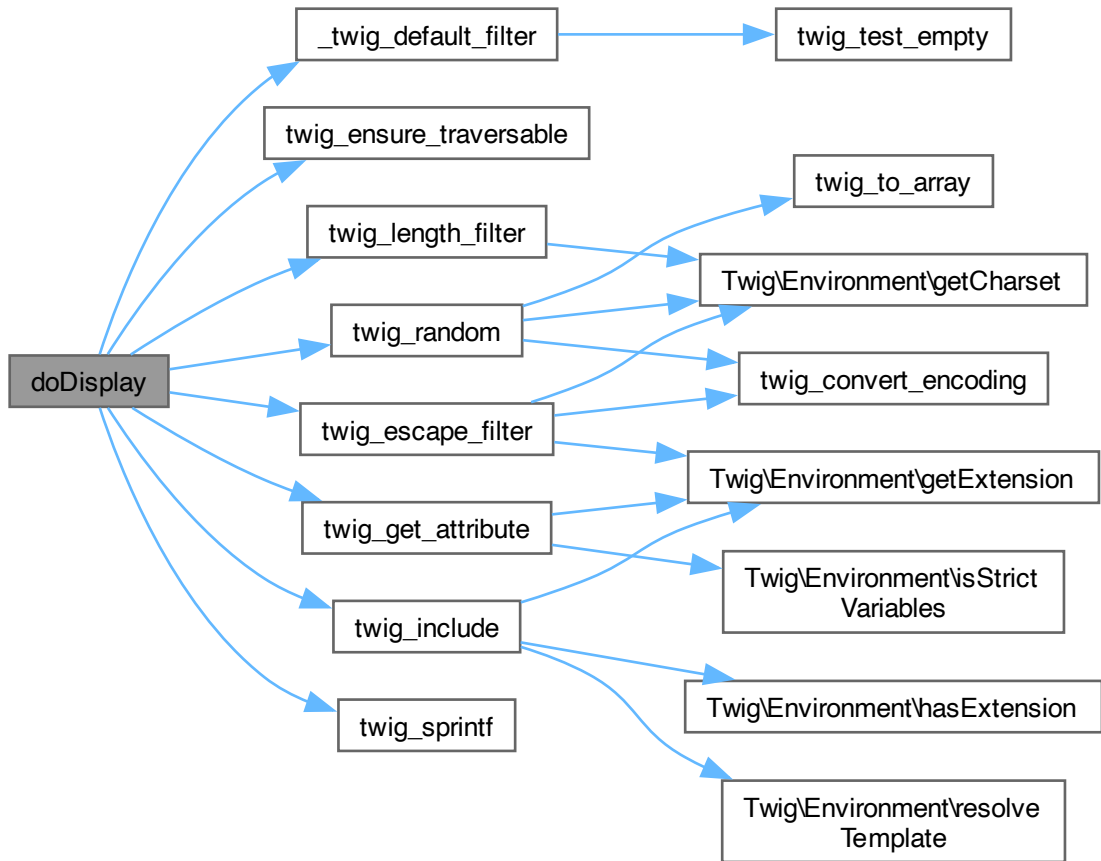 _twig_default_filter
twig_test_empty
twig_ensure_traversable
twig_to_array
twig_length_filter
Twig\Environment\getCharset
twig_random
doDisplay
twig_convert_encoding
twig_escape_filter
Twig\Environment\getExtension
twig_get_attribute
Twig\Environment\isStrict
Variables
twig_include
Twig\Environment\hasExtension
twig_sprintf
Twig\Environment\resolve
Template